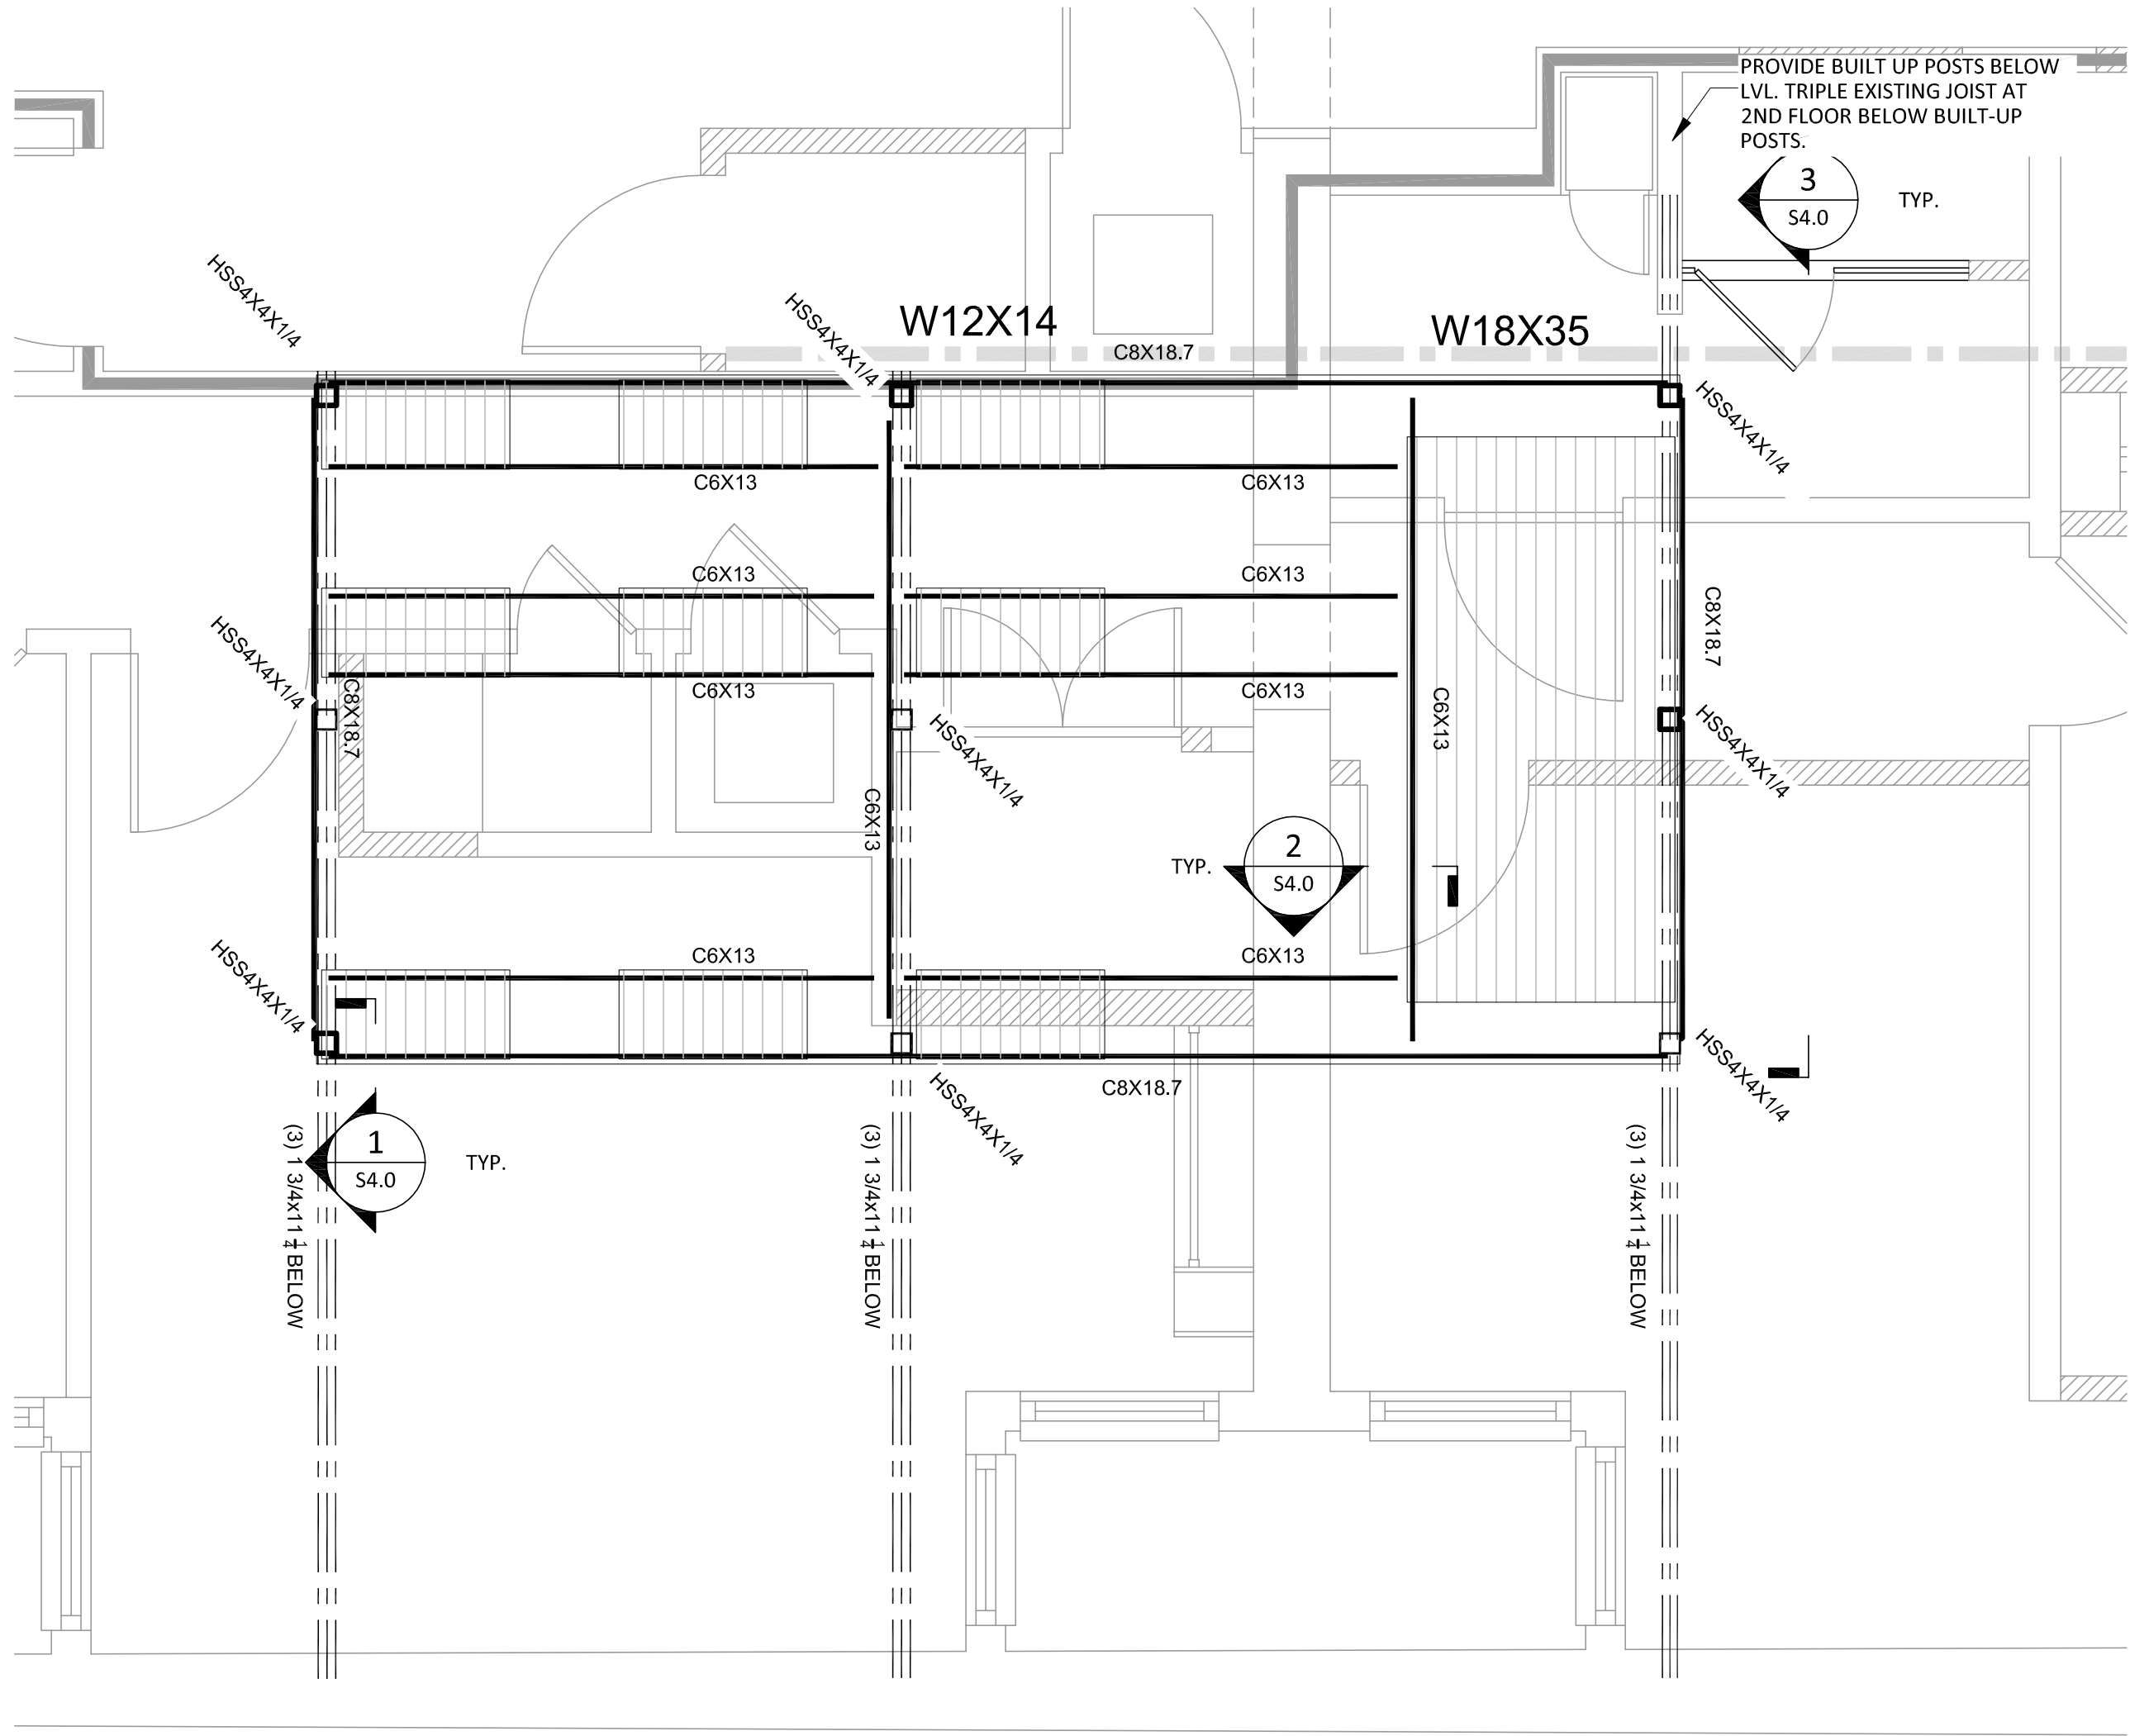 PROVIDE BUILT UP POSTS BELOW
LVL. TRIPLE EXISTING JOIST AT
2ND FLOOR BELOW BUILT-UP
POSTS.
3
S4.0
TYP.
HSS4X4X1/4
HSS4X4X1/4
W12X14
W18X35
C8X18.7
HSS4X4X1/4
C6X13
C6X13
C6X13
C6X13
C8X18.7
HSS4X4X1/4
C8X18.7
C6X13
C6X13
C6X13
HSS4X4X1/4
HSS4X4X1/4
C6X13
2
S4.0
TYP.
HSS4X4X1/4
C6X13
C6X13
C8X18.7
HSS4X4X1/4
HSS4X4X1/4
1
S4.0
TYP.
(3) 1 3/4x11 1/4 BELOW
(3) 1 3/4x11 1/4 BELOW
(3) 1 3/4x11 1/4 BELOW